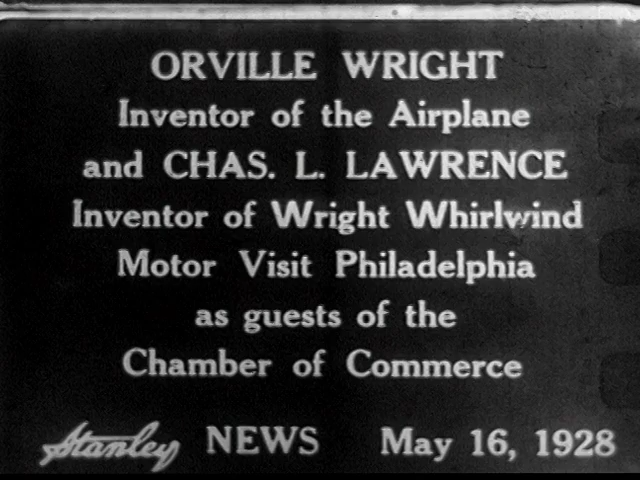 ORVILLE WRIGHT
Inventor of the Airplane
and CHAS. L. LAWRENCE
Inventor of Wright Whirlwind
Motor Visit Philadelphia
as guests of the
Chamber of Commerce
Stanley NEWS May 16, 1928